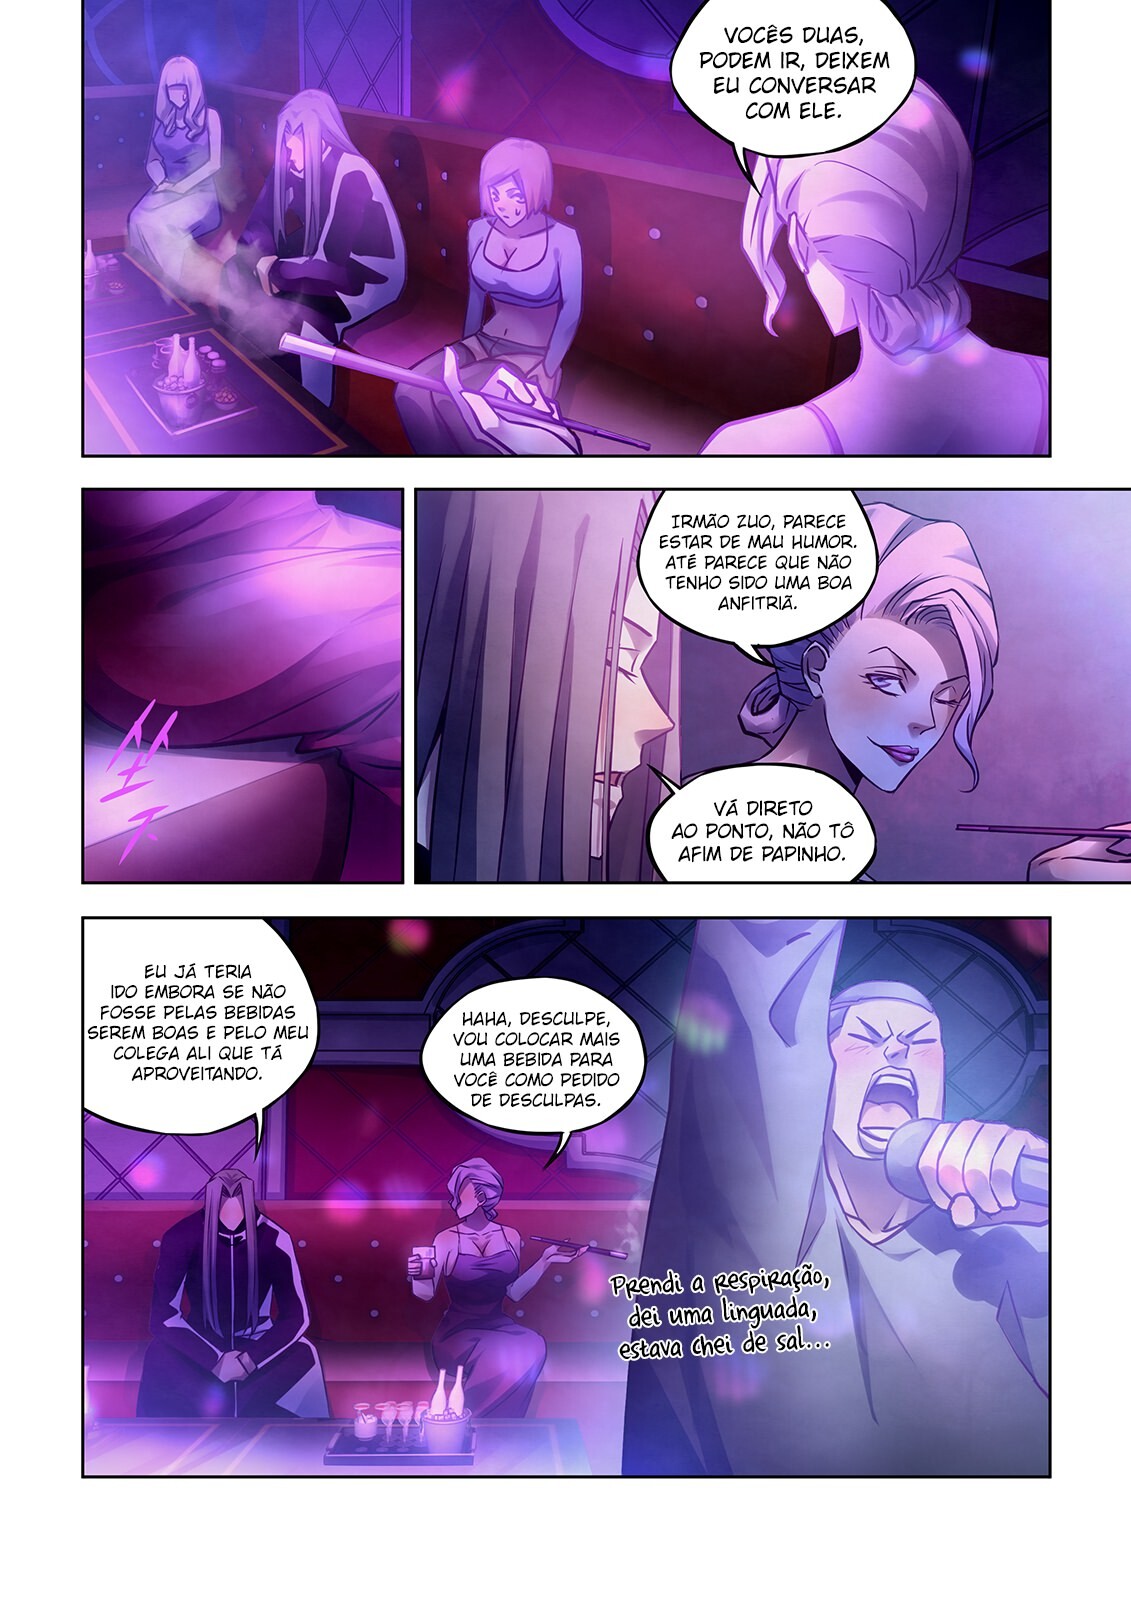 VOCÊS DUAS,
PODEM IR, DEIXEM
EU CONVERSAR
COM ELE.
IRMÃO ZUO, PARECE
ESTAR DE MAU HUMOR.
ATÉ PARECE QUE NÃO
TENHO SIDO UMA BOA
ANFITRIÃ.
VÁ DIRETO
AO PONTO, NÃO TÔ
AFIM DE PAPINHO.
EU JÁ TERIA
IDO EMBORA SE NÃO
FOSSE PELAS BEBIDAS
SEREM BOAS E PELO MEU
COLEGA ALI QUE TÁ
APROVEITANDO.
HAHA, DESCULPE,
VOU COLOCAR MAIS
UMA BEBIDA PARA
VOCÊ COMO PEDIDO
DE DESCULPAS.
Prendi a respiração,
dei uma linguada,
estava chei de sal...